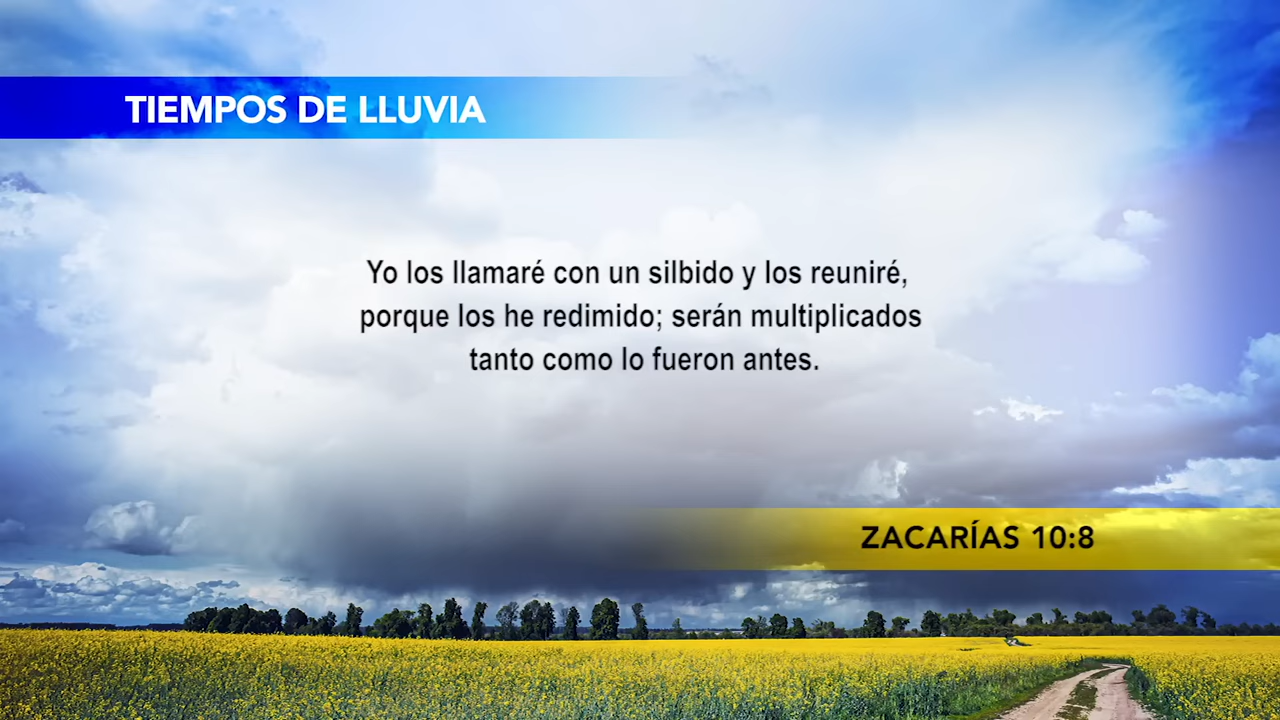 TIEMPOS DE LLUVIA
Yo los llamaré con un silbido y los reuniré,
porque los he redimido; serán multiplicados
tanto como lo fueron antes.
ZACARÍAS 10:8